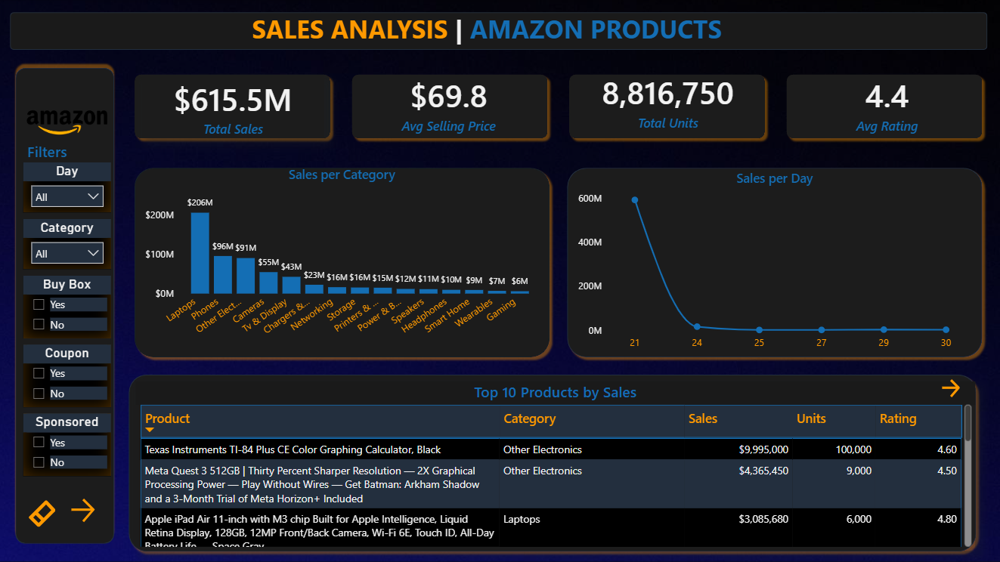 SALES ANALYSIS | AMAZON PRODUCTS
amazon
Filters
Day
All
Category
All
Buy Box
Yes
No
Coupon
Yes
No
Sponsored
Yes
No
$615.5M
Total Sales
$69.8
Avg Selling Price
8,816,750
Total Units
4.4
Avg Rating
Sales per Category
$200M
$100M
$0M
$206M
$96M
$91M
$55M
$43M
$23M
$16M
$16M
$15M
$12M
$11M
$10M
$9M
$7M
$6M
Laptops
Phones
Other Elect...
Cameras
Tv & Display
Chargers &...
Networking
Storage
Printers & ...
Power & B...
Speakers
Headphones
Smart Home
Wearables
Gaming
Sales per Day
600M
400M
200M
0M
21 24 25 27 29 30
Top 10 Products by Sales
Product Category Sales Units Rating
Texas Instruments TI-84 Plus CE Color Graphing Calculator, Black Other Electronics $9,995,000 100,000 4.60
Meta Quest 3 512GB | Thirty Percent Sharper Resolution — 2X Graphical Other Electronics $4,365,450 9,000 4.50
Processing Power — Play Without Wires — Get Batman: Arkham Shadow
and a 3-Month Trial of Meta Horizon+ Included
Apple iPad Air 11-inch with M3 chip Built for Apple Intelligence, Liquid Laptops $3,085,680 6,000 4.80
Retina Display, 128GB, 12MP Front/Back Camera, Wi-Fi 6E, Touch ID, All-Day
Battery Life — Space Gray